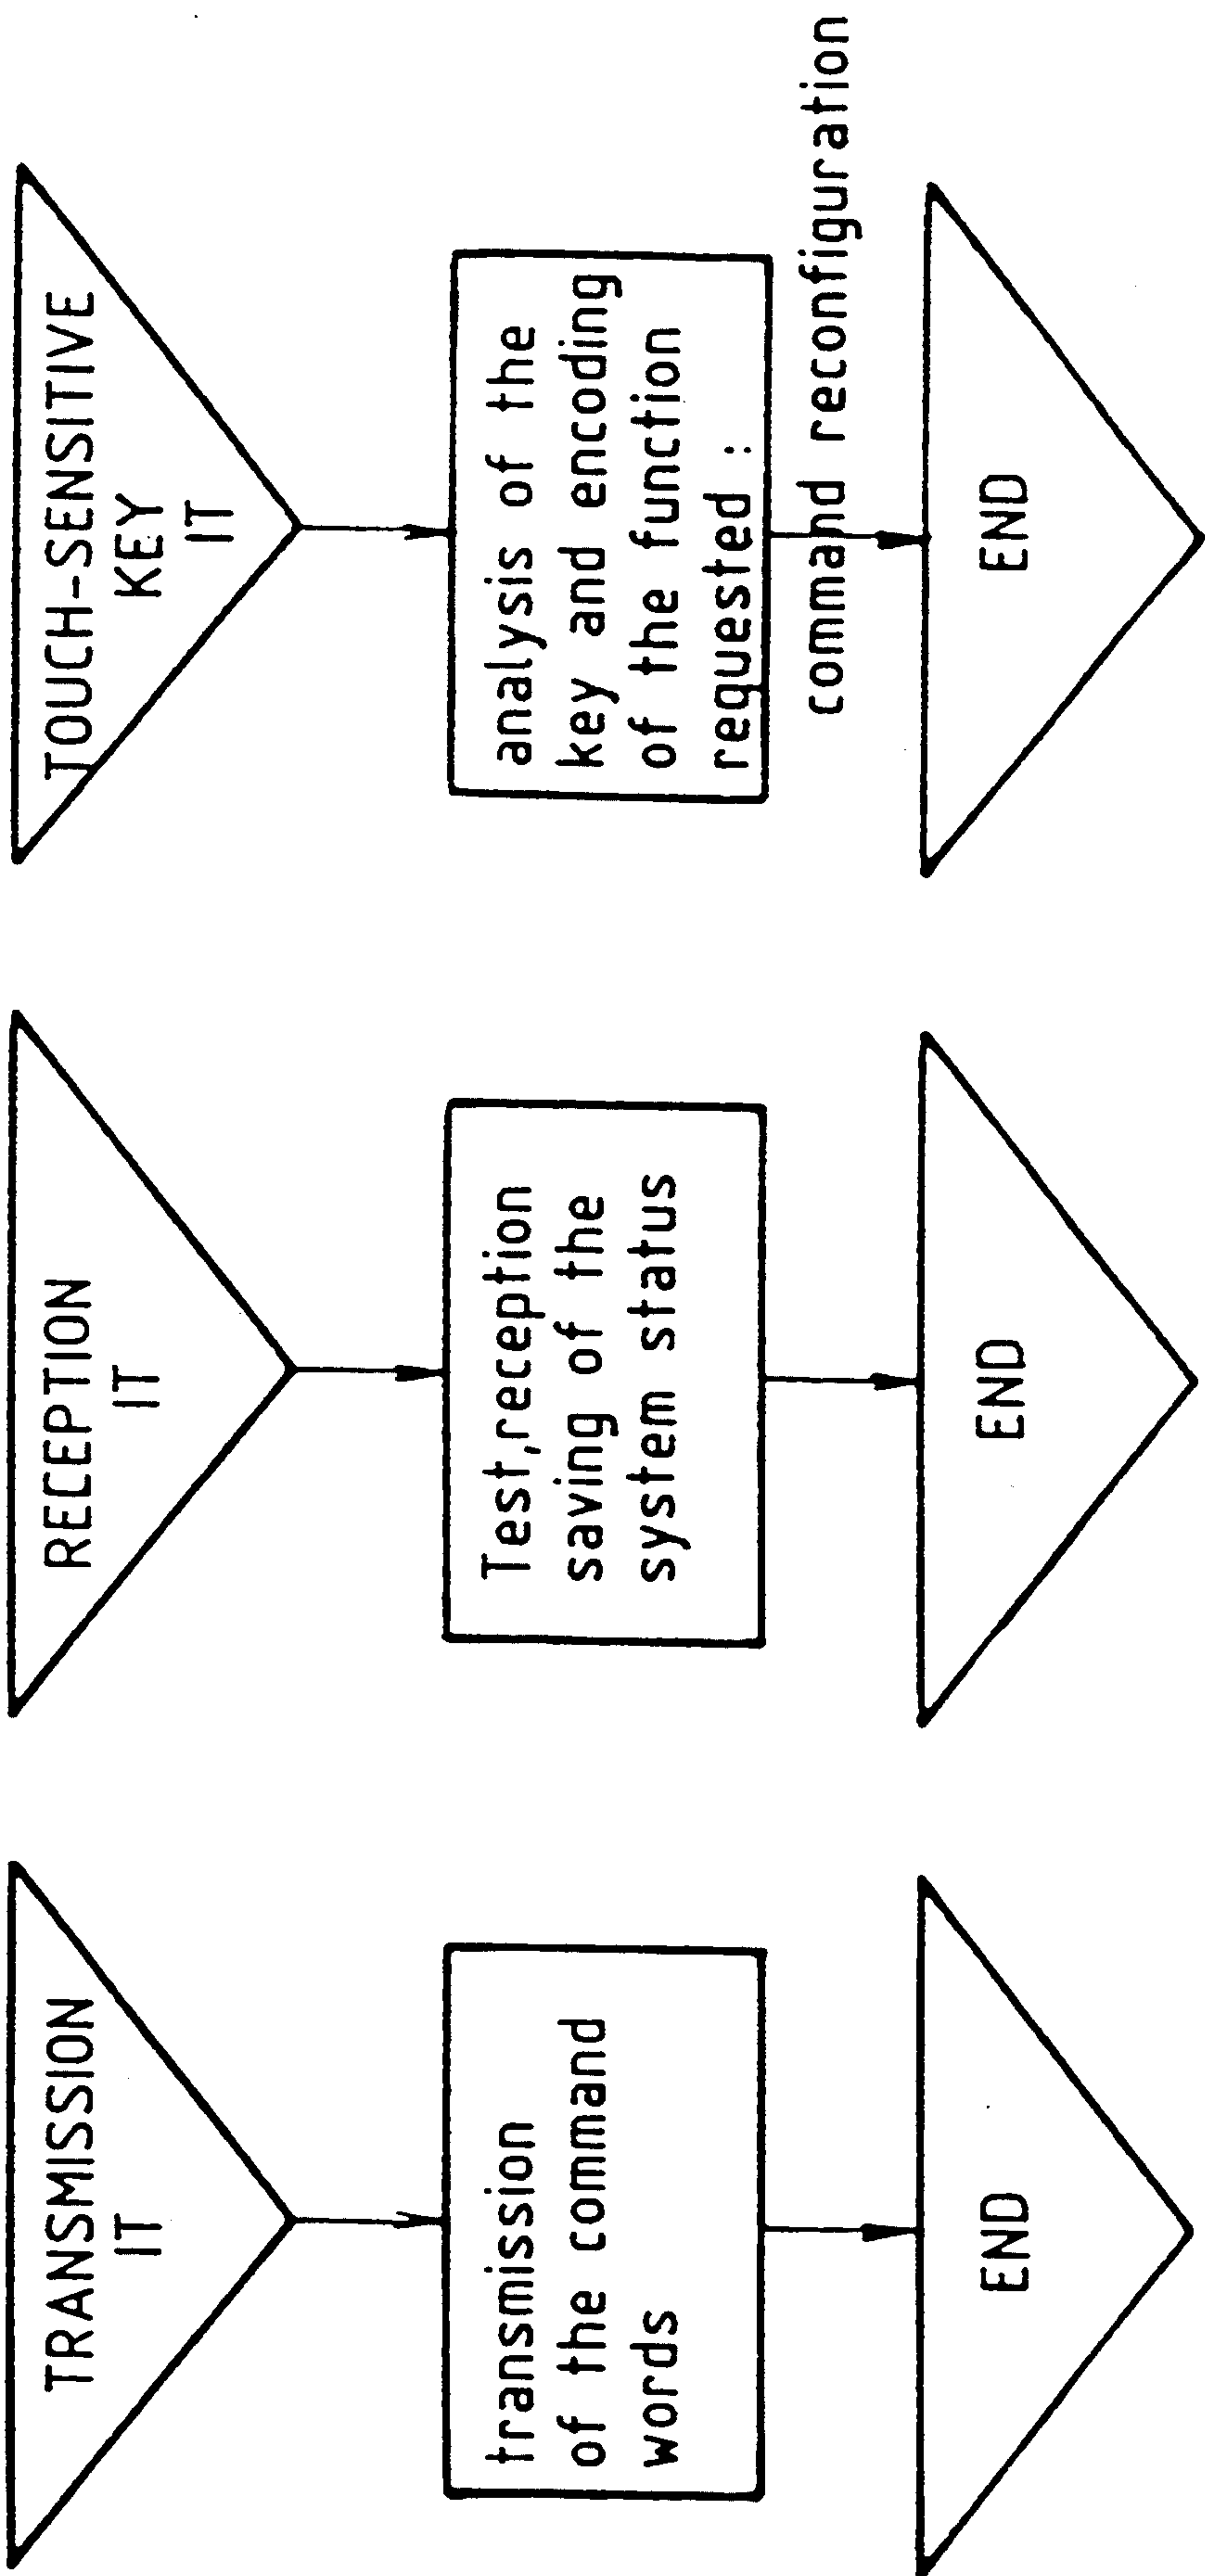 TRANSMISSION
IT
transmission
of the command
words
END
RECEPTION
IT
Test,reception
saving of the
system status
END
TOUCH-SENSITIVE
KEY
IT
analysis of the
key and encoding
of the function
requested :
command reconfiguration
END